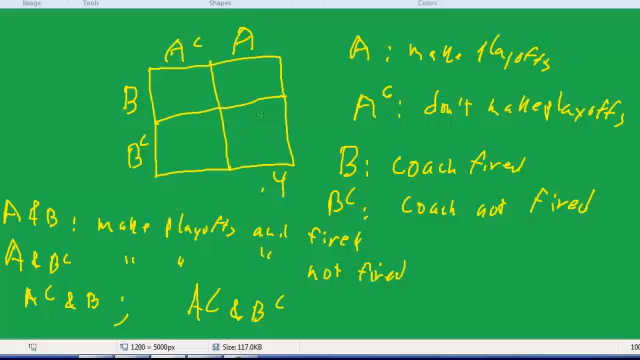 Image Tools Shapes Colors
A^c A
A : make playoffs
B
A^c : don't make playoffs
B^c
B : coach fired
.4
B^c : coach not fired
A & B : make playoffs and fired
A & B^c " " " not fired
A^c & B ; A^c & B^c
1200 × 5000px Size: 117.0KB 100